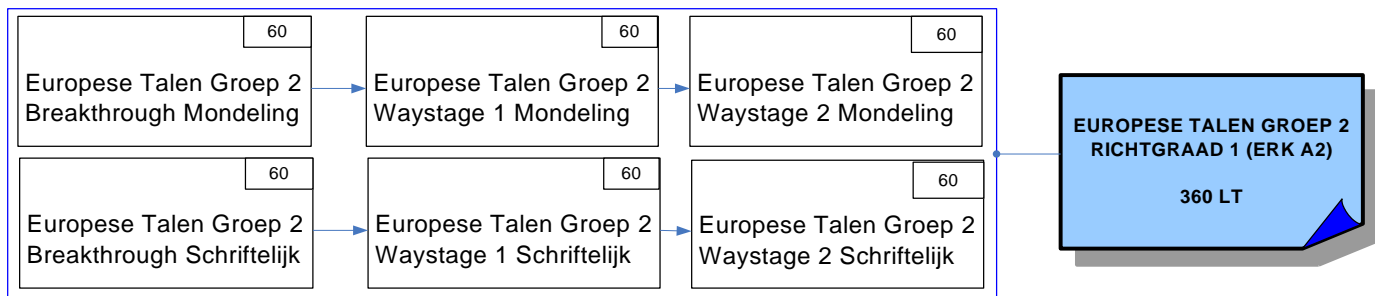 60
Europese Talen Groep 2
Breakthrough Mondeling
60
Europese Talen Groep 2
Waystage 1 Mondeling
60
Europese Talen Groep 2
Waystage 2 Mondeling
60
Europese Talen Groep 2
Breakthrough Schriftelijk
60
Europese Talen Groep 2
Waystage 1 Schriftelijk
60
Europese Talen Groep 2
Waystage 2 Schriftelijk
EUROPESE TALEN GROEP 2
RICHTGRAAD 1 (ERK A2)
360 LT